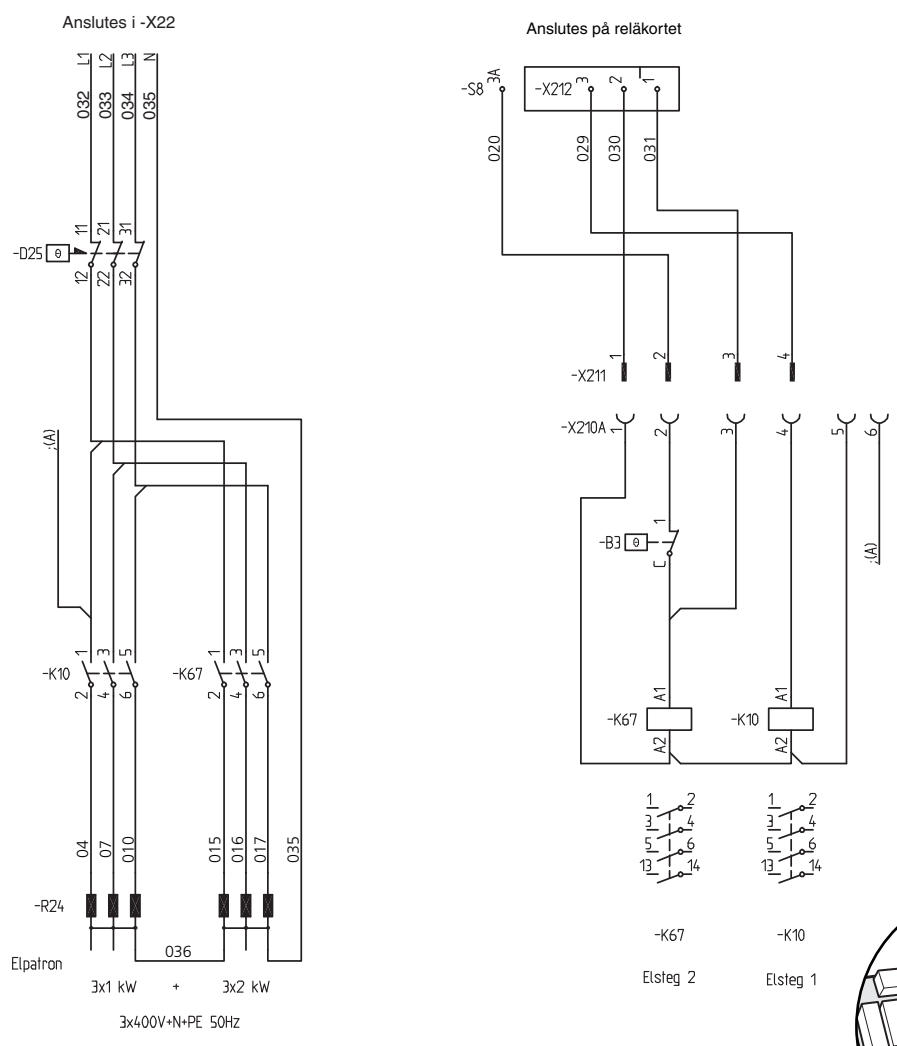 Anslutes i -X22
L1 L2 L3 N
032 033 034 035
11 21 31
-D25 θ
12 22 32
;(A)
1 3 5
-K10
2 4 6
1 3 5
-K67
2 4 6
04 07 010 015 016 017 035
-R24
036
Elpatron
3x1 kW + 3x2 kW
3x400V+N+PE 50Hz
Anslutes på reläkortet
-S8 3A
-X212 3 2 1
020 029 030 031
1 2 3 4
-X211
-X210A
1 2 3 4 5 6
1
-B3 θ
C
;(A)
A1 A1
-K67 -K10
A2 A2
1 2 1 2
3 4 3 4
5 6 5 6
13 14 13 14
-K67 -K10
Elsteg 2 Elsteg 1